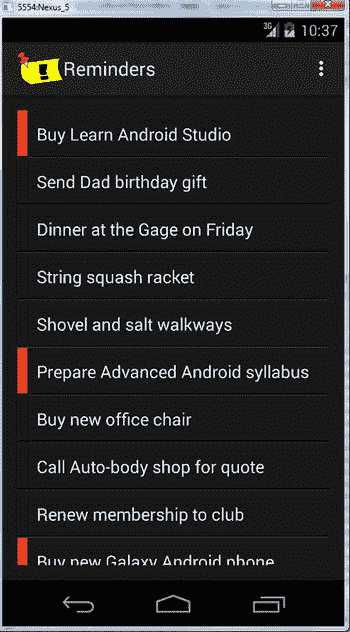 5554:Nexus_5
3G 10:37
Reminders
Buy Learn Android Studio
Send Dad birthday gift
Dinner at the Gage on Friday
String squash racket
Shovel and salt walkways
Prepare Advanced Android syllabus
Buy new office chair
Call Auto-body shop for quote
Renew membership to club
Buy new Galaxy Android phone